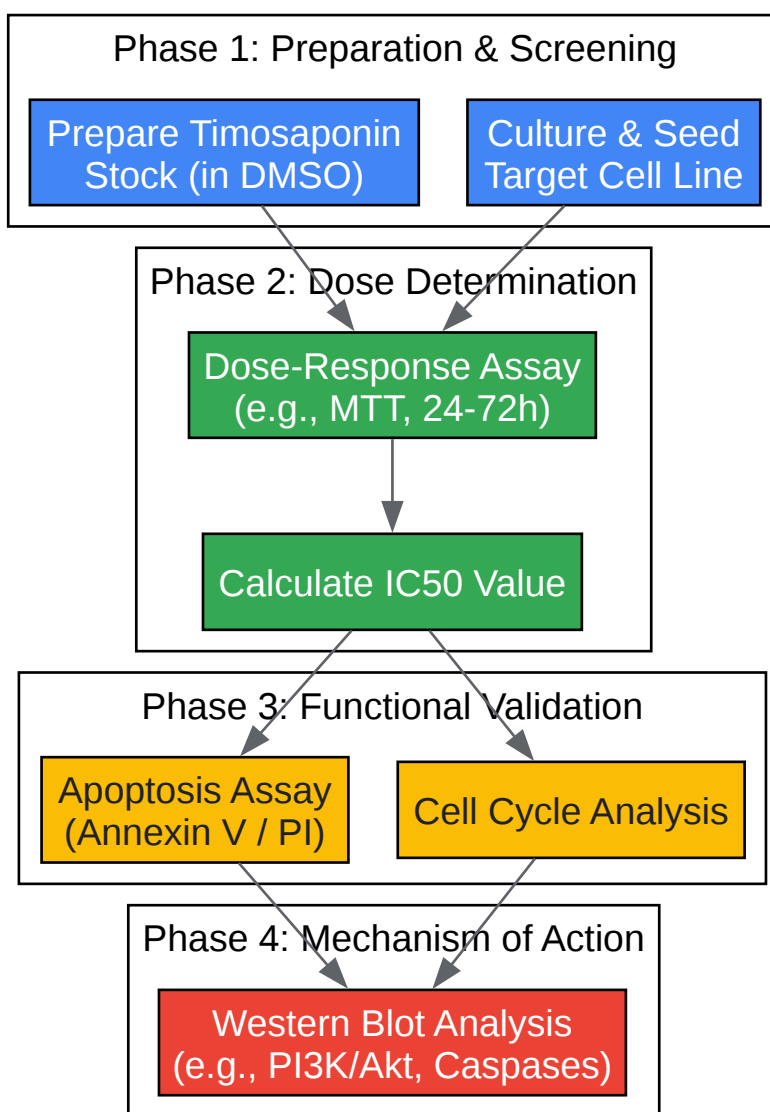 Phase 1: Preparation & Screening
Prepare Timosaponin
Stock (in DMSO)
Culture & Seed
Target Cell Line
Phase 2: Dose Determination
Dose-Response Assay
(e.g., MTT, 24-72h)
Calculate IC50 Value
Phase 3: Functional Validation
Apoptosis Assay
(Annexin V / PI)
Cell Cycle Analysis
Phase 4: Mechanism of Action
Western Blot Analysis
(e.g., PI3K/Akt, Caspases)